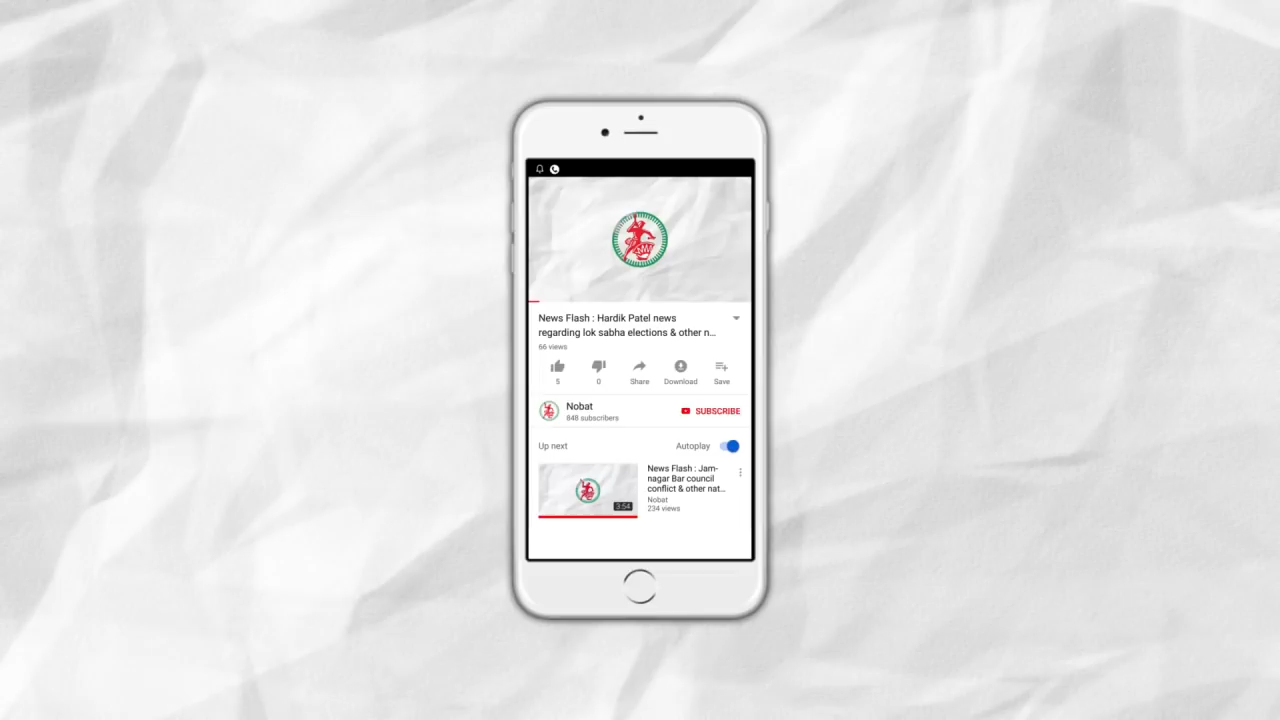 News Flash : Hardik Patel news
regarding lok sabha elections & other n...
66 views
5
0
Share
Download
Save
Nobat
848 subscribers
SUBSCRIBE
Up next
Autoplay
News Flash : Jam-
nagar Bar council
conflict & other nat...
Nobat
234 views
3:54